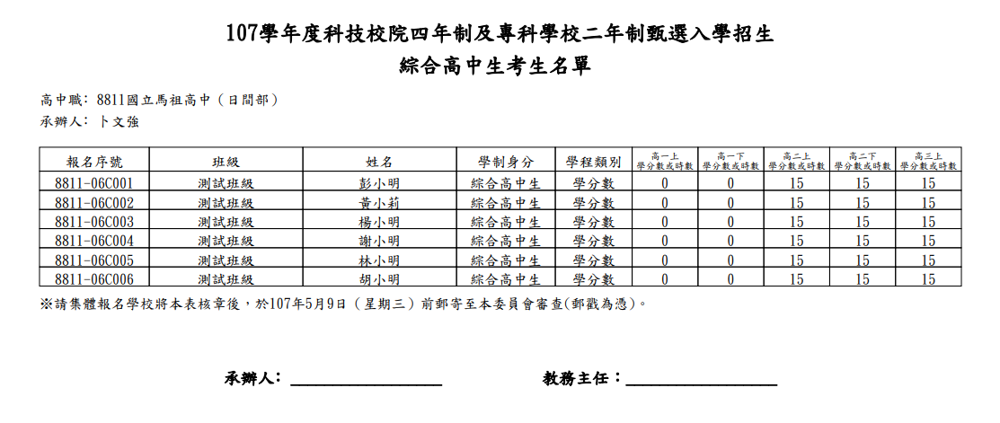 107學年度科技校院四年制及專科學校二年制甄選入學招生
綜合高中生考生名單
高中職: 8811國立馬祖高中（日間部）
承辦人: 卜文強
報名序號 班級 姓名 學制身分 學程類別 高一上 學分數或時數 高一下 學分數或時數 高二上 學分數或時數 高二下 學分數或時數 高三上 學分數或時數
8811-06C001 測試班級 彭小明 綜合高中生 學分數 0 0 15 15 15
8811-06C002 測試班級 黃小莉 綜合高中生 學分數 0 0 15 15 15
8811-06C003 測試班級 楊小明 綜合高中生 學分數 0 0 15 15 15
8811-06C004 測試班級 謝小明 綜合高中生 學分數 0 0 15 15 15
8811-06C005 測試班級 林小明 綜合高中生 學分數 0 0 15 15 15
8811-06C006 測試班級 胡小明 綜合高中生 學分數 0 0 15 15 15
※請集體報名學校將本表核章後，於107年5月9日（星期三）前郵寄至本委員會審查(郵戳為憑)。
承辦人: ________________ 教務主任：________________